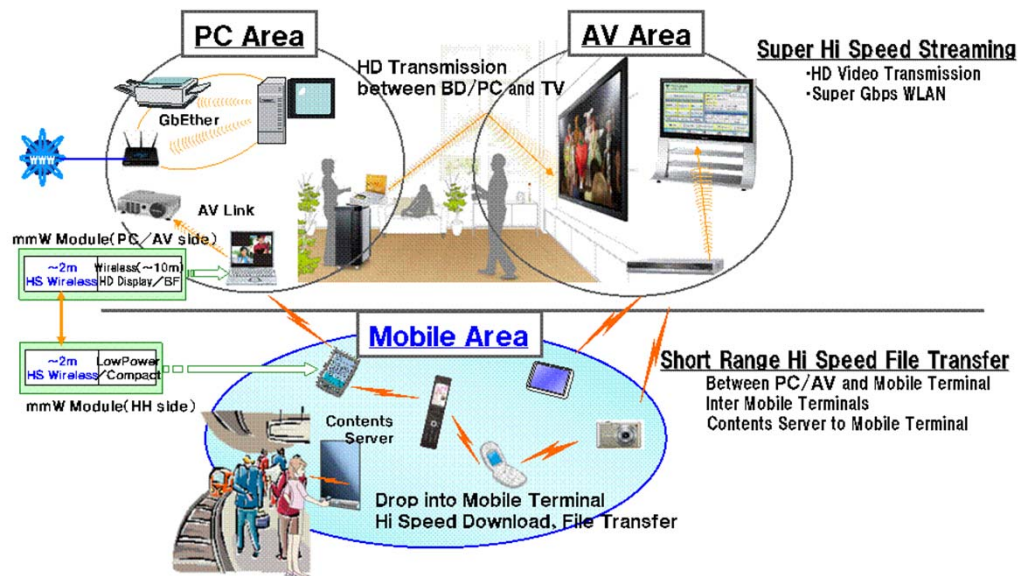 PC Area
AV Area
HD Transmission
between BD/PC and TV
Super Hi Speed Streaming
・HD Video Transmission
・Super Gbps WLAN
GbEther
WWW
AV Link
mmW Module(PC/AV side)
~2m
HS Wireless
Wireless(~10m)
HD Display/BF
Mobile Area
~2m
HS Wireless
LowPower
/Compact
mmW Module(HH side)
Short Range Hi Speed File Transfer
Between PC/AV and Mobile Terminal
Inter Mobile Terminals
Contents Server to Mobile Terminal
Contents
Server
Drop into Mobile Terminal
Hi Speed Download、File Transfer